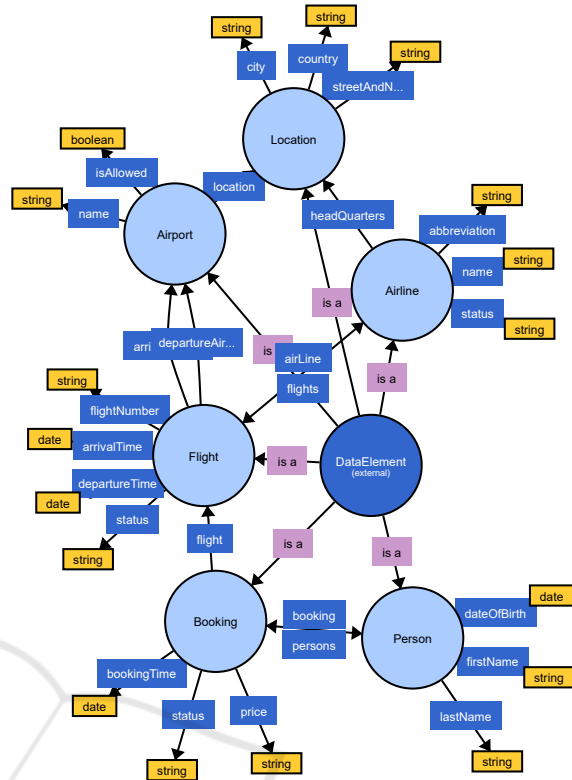 string
string
city
country
string
streetAndN...
Location
boolean
isAllowed
location
string
name
headQuarters
string
abbreviation
Airport
Airline
name
string
status
string
is a
arri
departureAir...
is
airLine
flights
is a
string
flightNumber
date
arrivalTime
Flight
is a
DataElement
(external)
departureTime
date
status
string
flight
is a
is a
Booking
booking
persons
Person
dateOfBirth
date
firstName
string
bookingTime
date
status
price
lastName
string
string
string